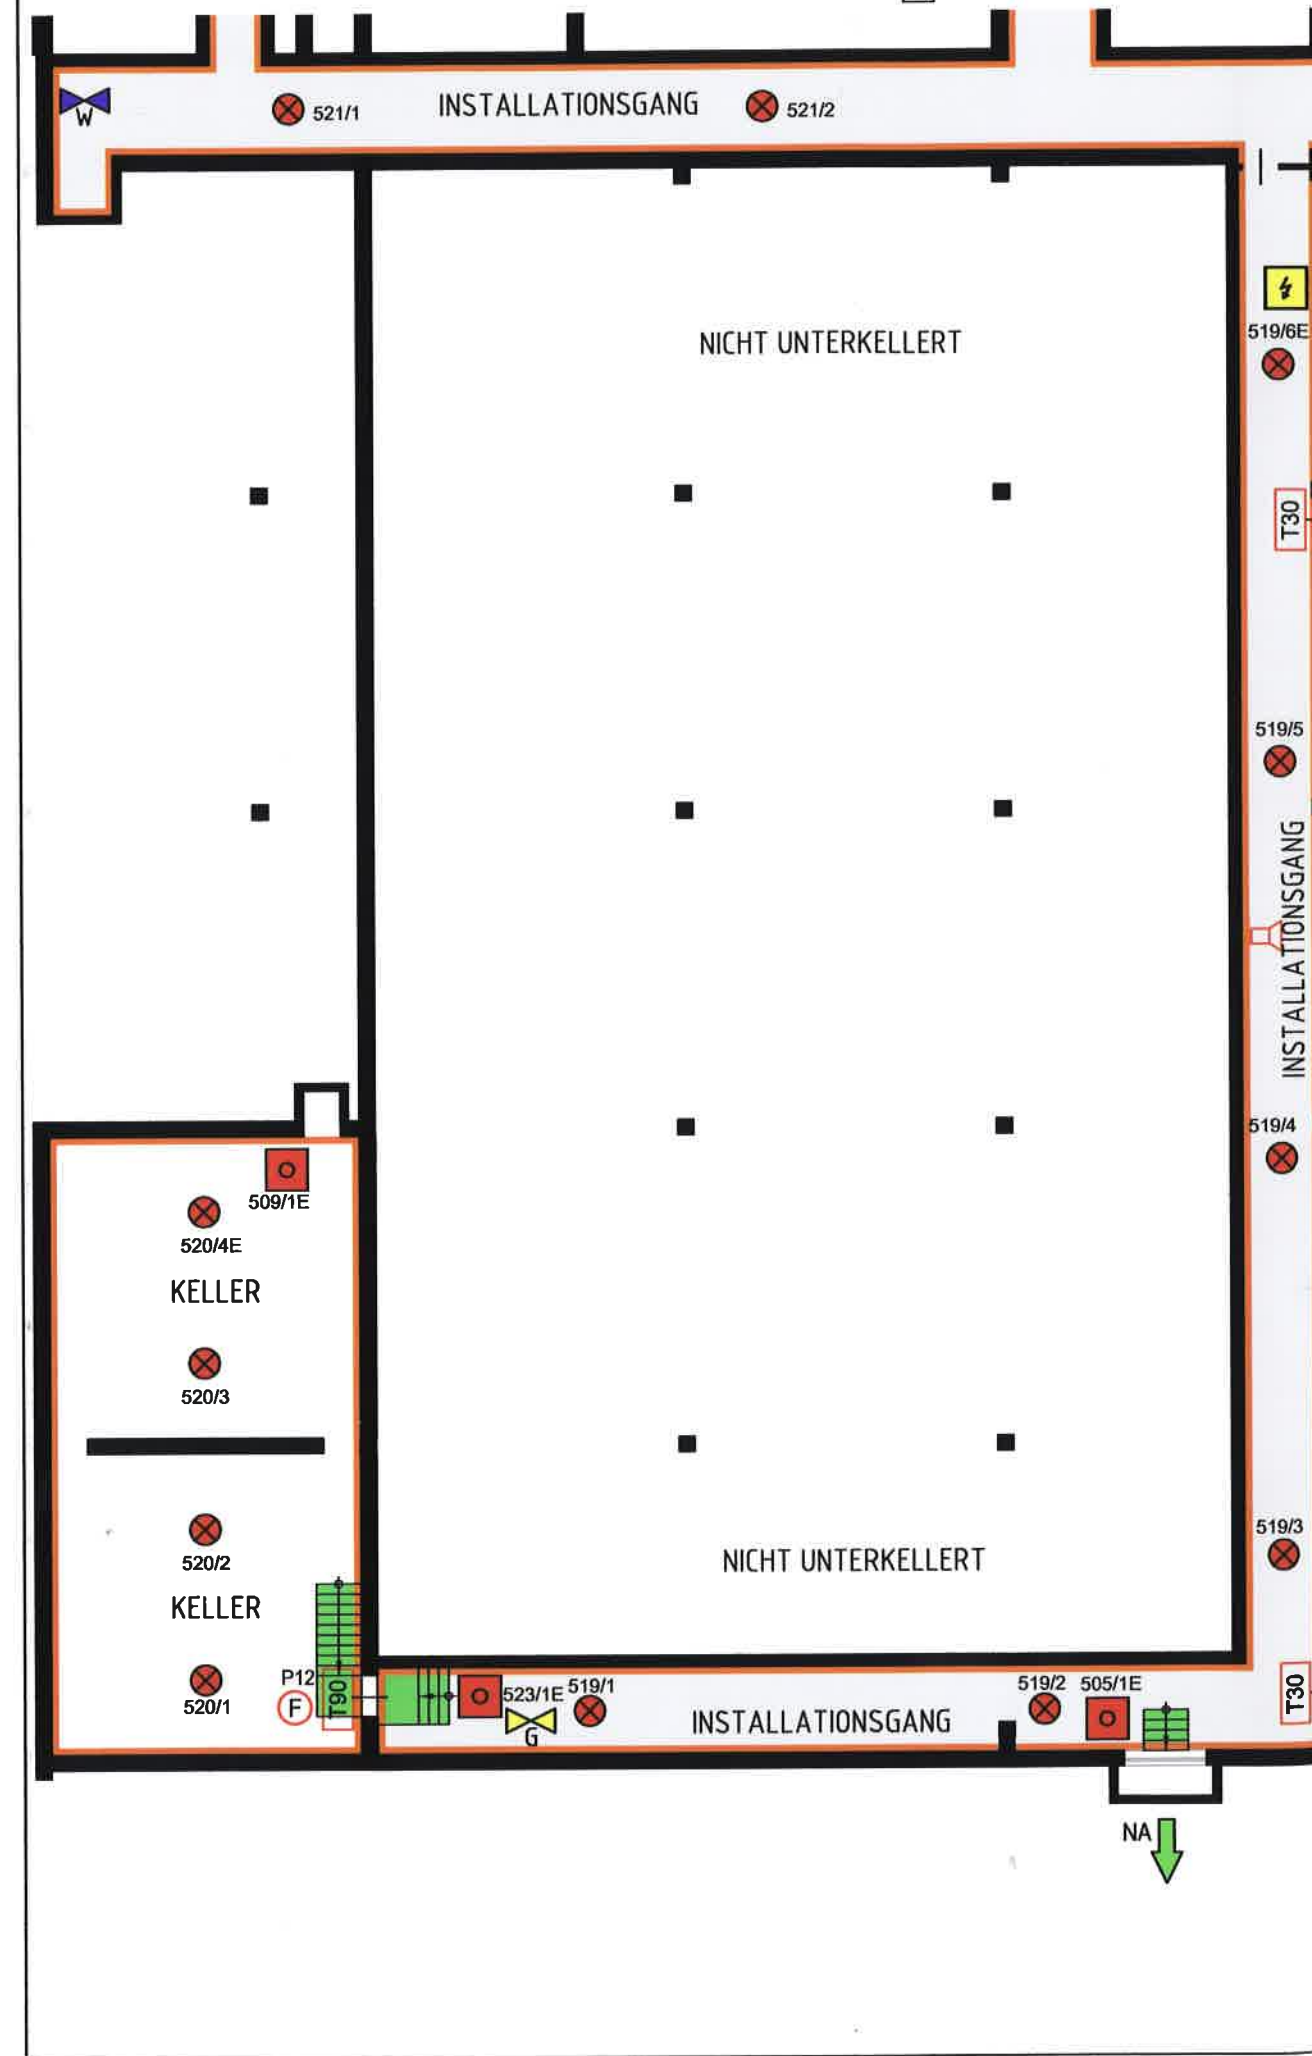 W
521/1
INSTALLATIONSGANG
521/2
NICHT UNTERKELLERT
519/6E
T30
519/5
INSTALLATIONSGANG
519/4
509/1E
520/4E
KELLER
520/3
519/3
520/2
NICHT UNTERKELLERT
KELLER
520/1
P12
F
T90
523/1E
G
519/1
INSTALLATIONSGANG
519/2
505/1E
T30
NA